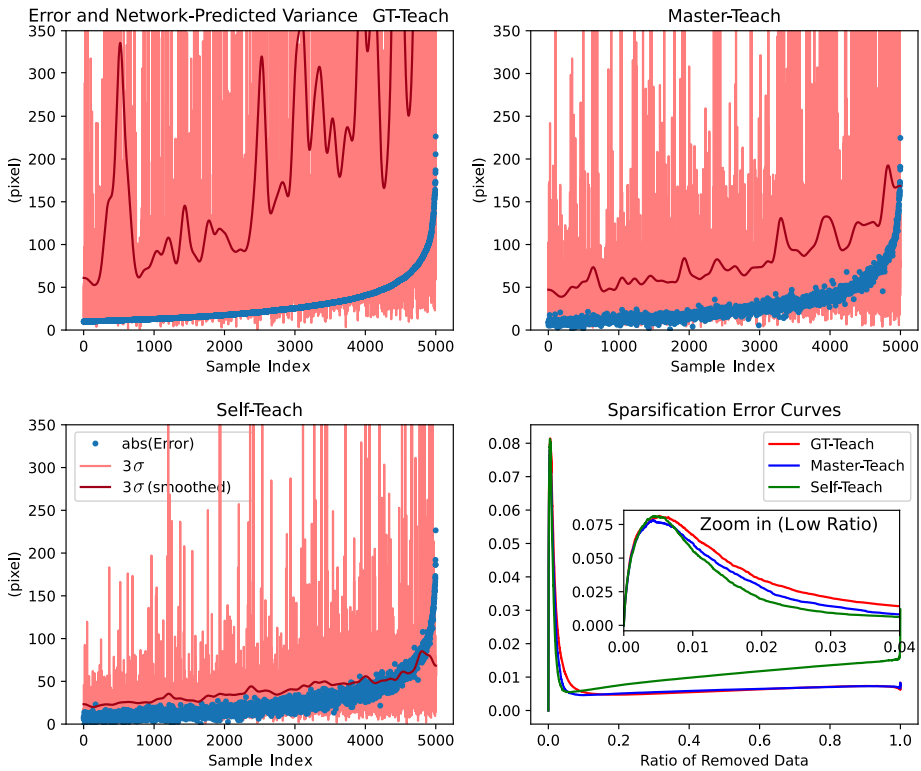 Error and Network-Predicted Variance GT-Teach
350
300
250
200
150
100
50
0
(pixel)
0 1000 2000 3000 4000 5000
Sample Index
Master-Teach
350
300
250
200
150
100
50
0
(pixel)
0 1000 2000 3000 4000 5000
Sample Index
Self-Teach
350
300
250
200
150
100
50
0
(pixel)
abs(Error)
3σ
3σ (smoothed)
0 1000 2000 3000 4000 5000
Sample Index
Sparsification Error Curves
0.08
0.07
0.06
0.05
0.04
0.03
0.02
0.01
0.00
GT-Teach
Master-Teach
Self-Teach
Zoom in (Low Ratio)
0.075
0.050
0.025
0.000
0.00 0.01 0.02 0.03 0.04
0.0 0.2 0.4 0.6 0.8 1.0
Ratio of Removed Data